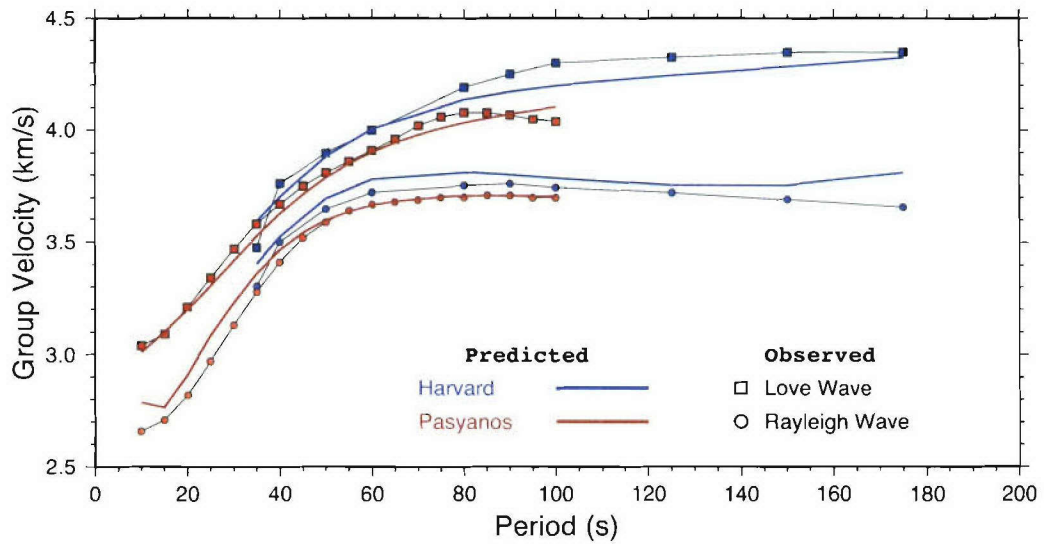 4.5
4.0
3.5
3.0
2.5
Group Velocity (km/s)
Predicted Observed
Harvard Love Wave
Pasyanos Rayleigh Wave
0 20 40 60 80 100 120 140 160 180 200
Period (s)